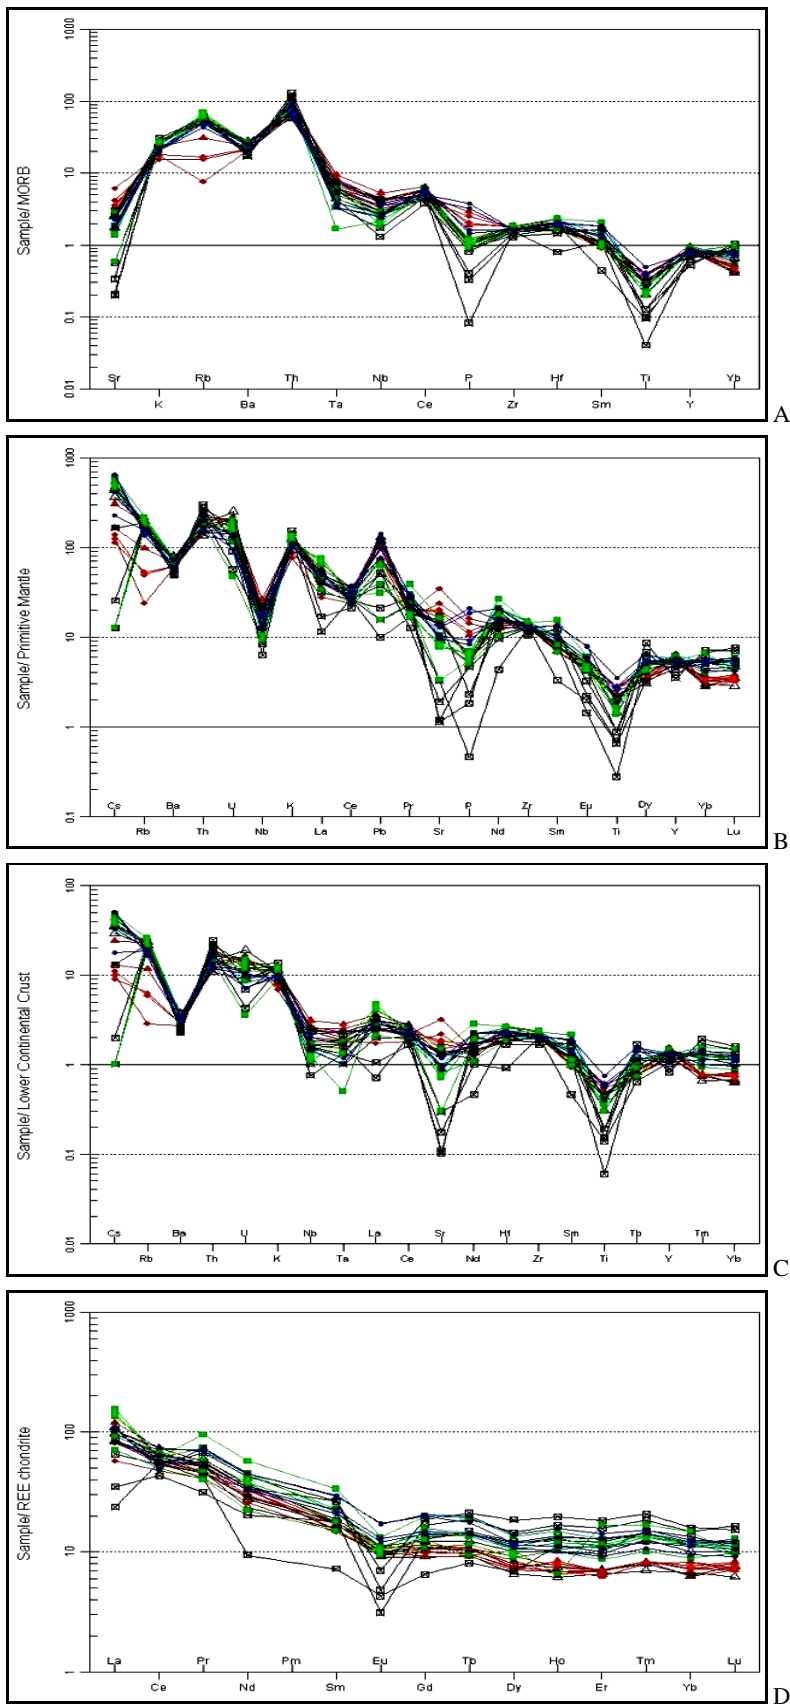 1000
100
10
1
0.1
0.01
Sample/ MORB
Sr Rb Th Nb P Hf Ti Yb
K Ba Ta Ce Zr Sm Y
A
1000
100
10
1
0.1
Sample/ Primitive Mantle
Cs Ba U K Ce Pr P Zr Eu Dy Yb
Rb Th Nb La Pb Sr Nd Sm Ti Y Lu
B
100
10
1
0.1
0.01
Sample/ Lower Continental Crust
Cs Ba U Nb La Sr Hf Sm Tb Tm
Rb Th K Ta Ce Nd Zr Ti Y Yb
C
1000
100
10
1
Sample/ REE chondrite
La Pr Pm Eu Tb Ho Tm Lu
Ce Nd Sm Gd Dy Er Yb
D